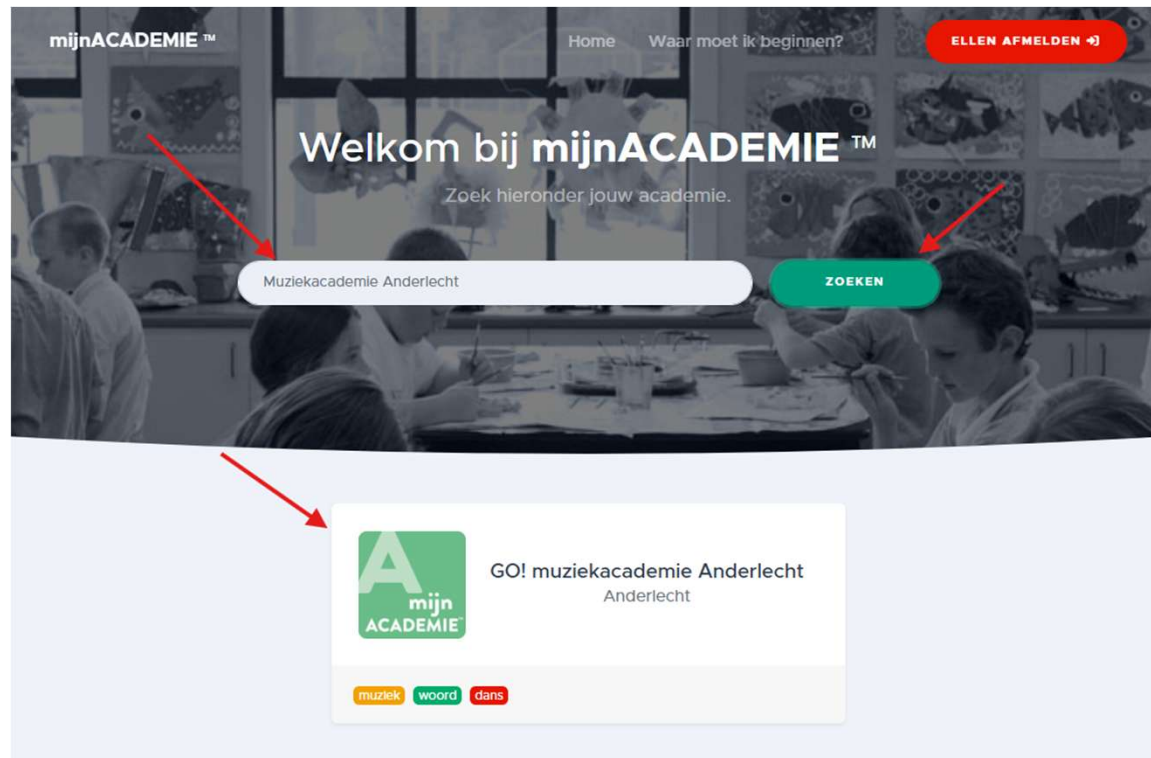 mijnACADEMIE ™ Home Waar moet ik beginnen? ELLEN AFMELDEN
Welkom bij mijnACADEMIE ™
Zoek hieronder jouw academie.
Muziekacademie Anderlecht ZOEKEN
A
mijn
ACADEMIE
GO! muziekacademie Anderlecht
Anderlecht
muziek woord dans